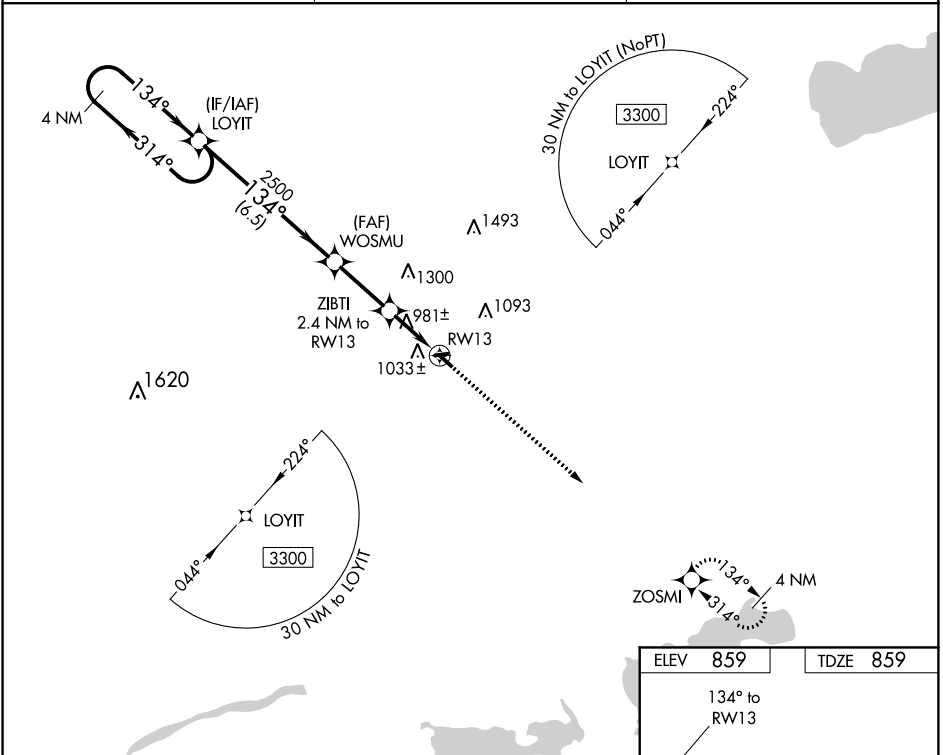 30 NM to LOYIT (NoPT)
3300
224°
LOYIT
044°
134°
4 NM
314°
(IF/IAF)
LOYIT
2500
134°
(6.5)
(FAF)
WOSMU
1493
1300
ZIBTI
2.4 NM to
RW13
981±
1093
RW13
1033±
1620
224°
LOYIT
3300
044°
30 NM to LOYIT
134°
4 NM
ZOSMI
314°
ELEV 859
TDZE 859
134° to
RW13